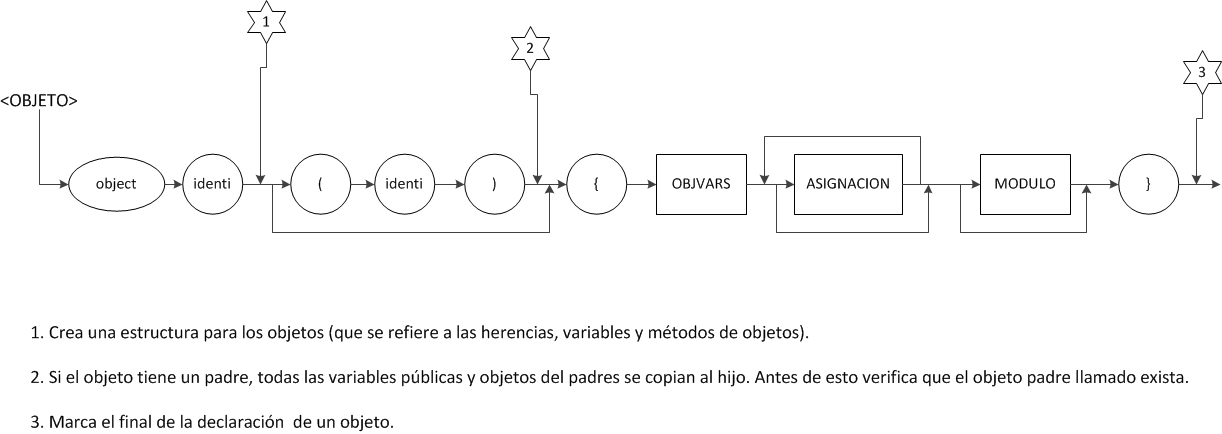 1
2
3
<OBJETO>
object
identi
(
identi
)
{
OBJVARS
ASIGNACION
MODULO
}
1. Crea una estructura para los objetos (que se refiere a las herencias, variables y métodos de objetos).
2. Si el objeto tiene un padre, todas las variables públicas y objetos del padres se copian al hijo. Antes de esto verifica que el objeto padre llamado exista.
3. Marca el final de la declaración  de un objeto.